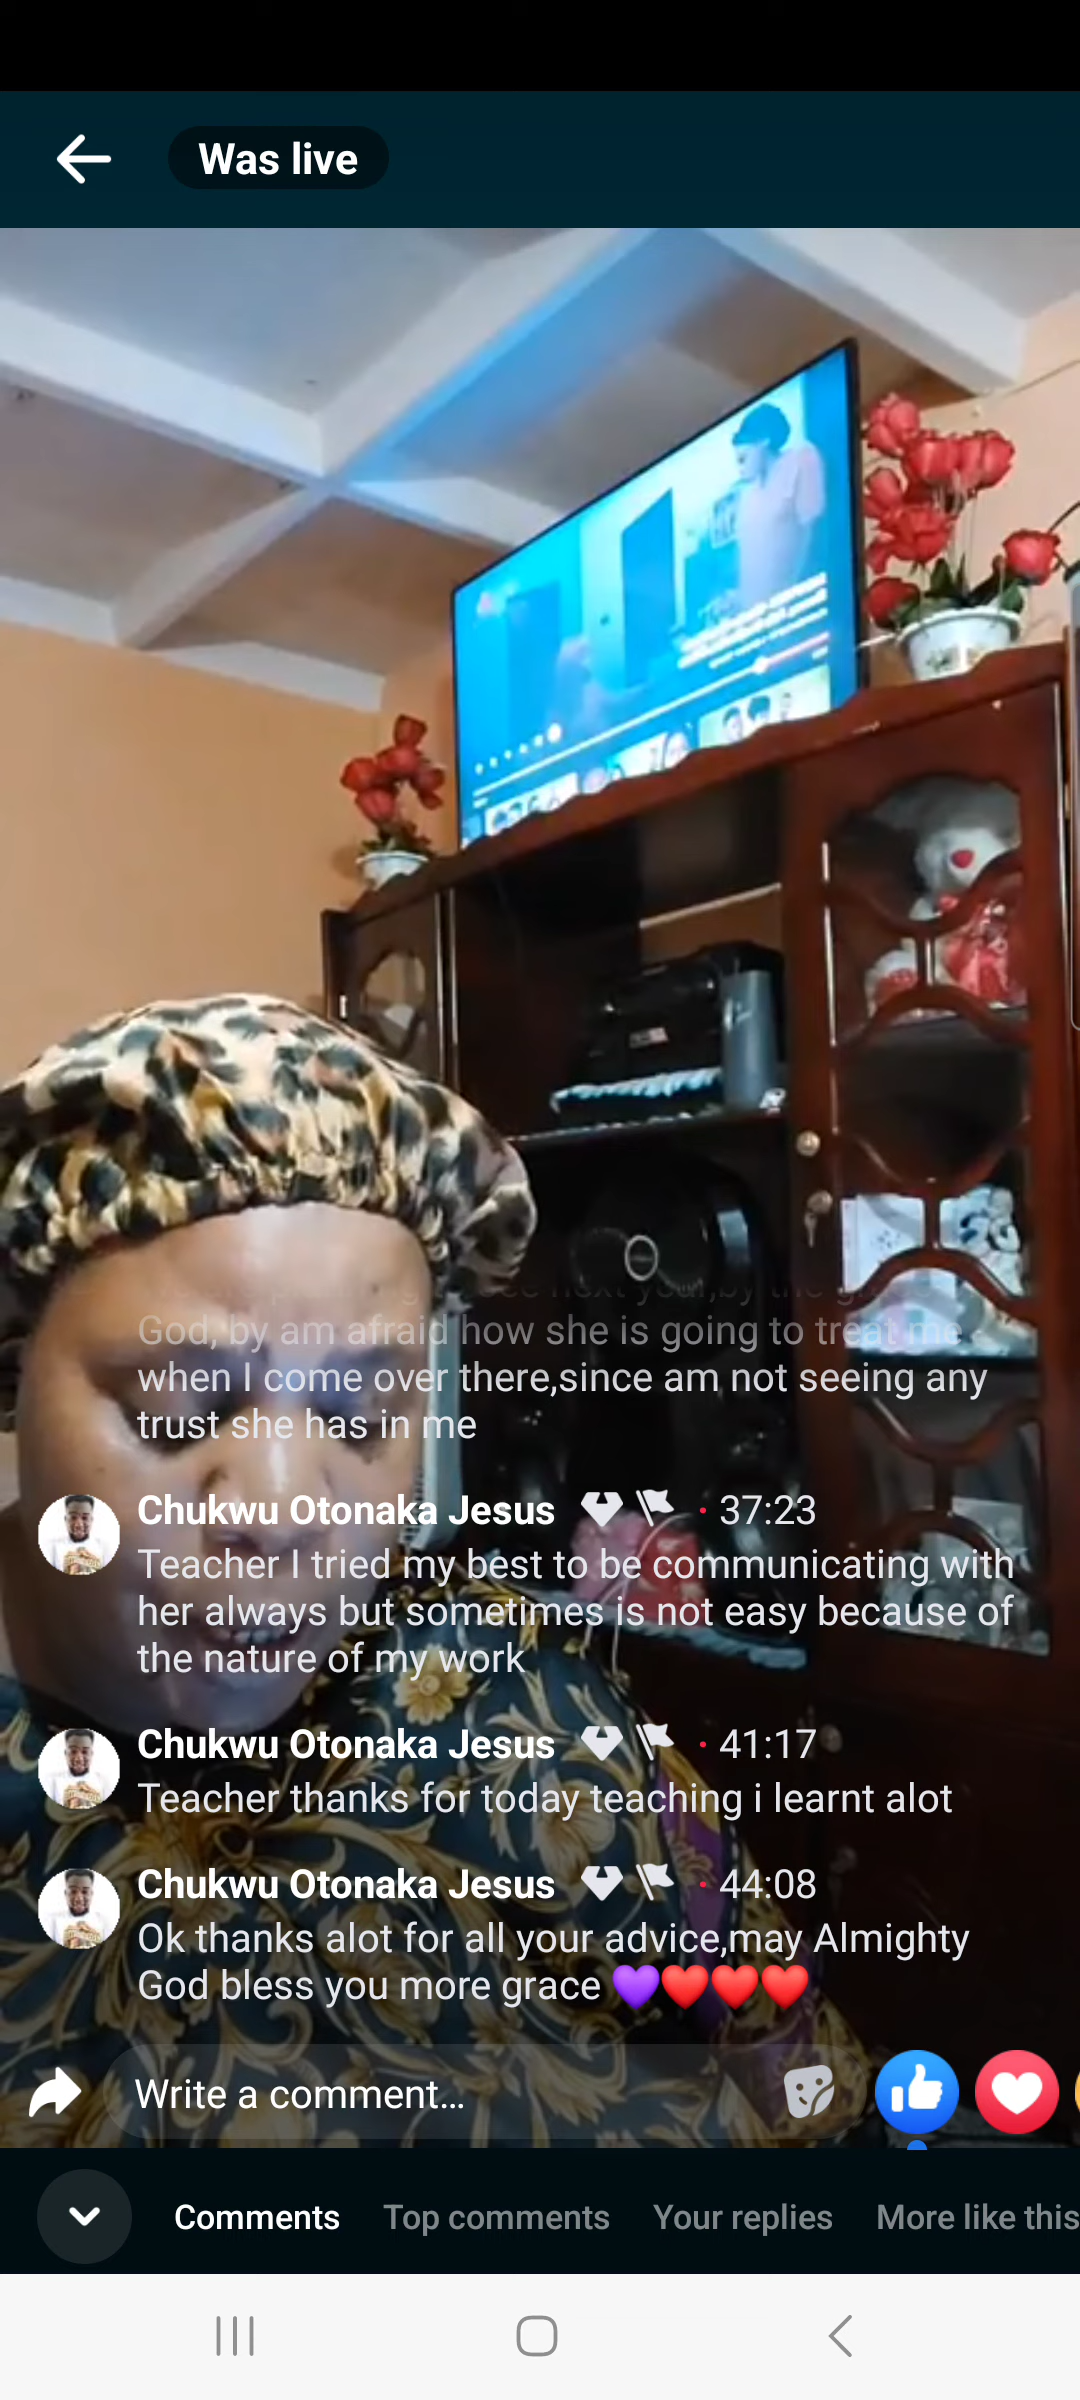 Was live
God, by am afraid how she is going to treat me
when I come over there,since am not seeing any
trust she has in me
Chukwu Otonaka Jesus · 37:23
Teacher I tried my best to be communicating with
her always but sometimes is not easy because of
the nature of my work
Chukwu Otonaka Jesus · 41:17
Teacher thanks for today teaching i learnt alot
Chukwu Otonaka Jesus · 44:08
Ok thanks alot for all your advice,may Almighty
God bless you more grace 💜❤️❤️❤️
Write a comment...
Comments Top comments Your replies More like this